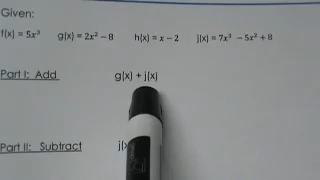 Given:
f(x) = 5x³ g(x) = 2x² − 8 h(x) = x − 2 j(x) = 7x³ − 5x² + 8
Part I: Add g(x) + j(x)
Part II: Subtract